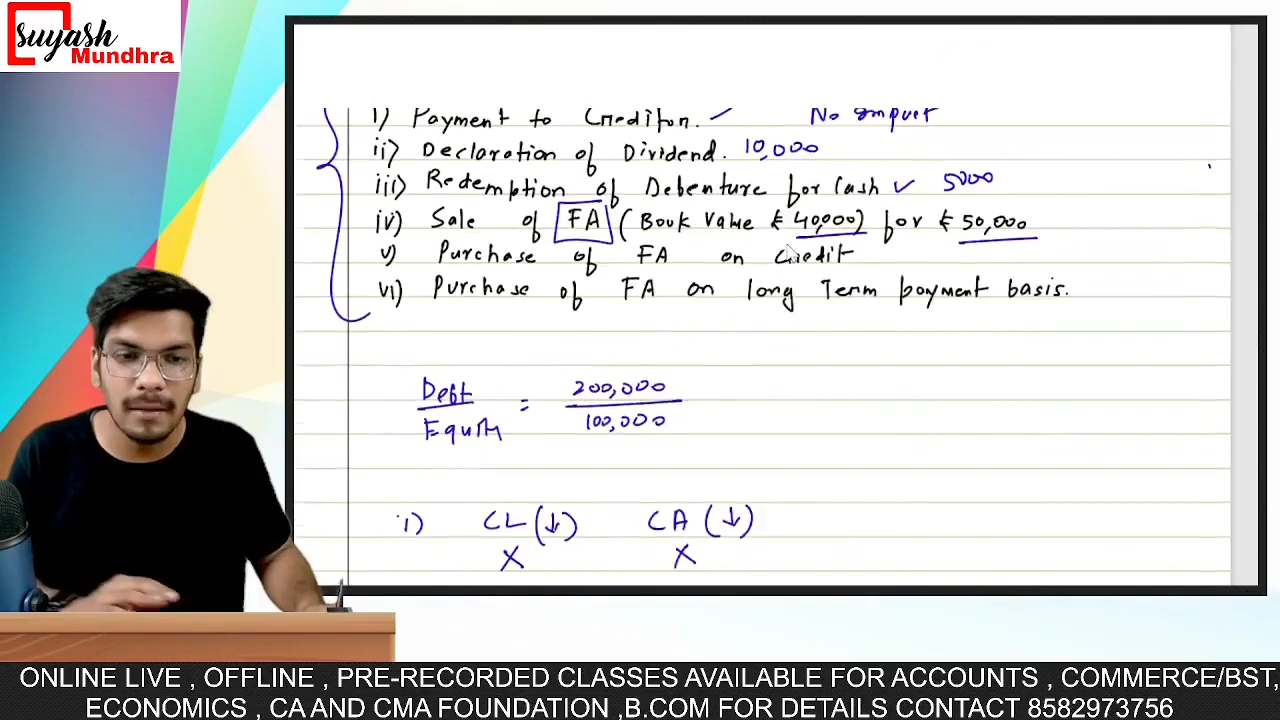 Suyash
Mundhra
i) Payment to Creditor. ✓ No impact
ii) Declaration of Dividend. 10,000
iii) Redemption of Debenture for Cash ✓ 5000
iv) Sale of FA (Book Value ₹ 40,000) for ₹ 50,000
v) Purchase of FA on Credit
vi) Purchase of FA on long Term payment basis.
Debt / Equity = 200,000 / 100,000
i) CL (↓) CA (↓)
X X
ONLINE LIVE , OFFLINE , PRE-RECORDED CLASSES AVAILABLE FOR ACCOUNTS , COMMERCE/BST,
ECONOMICS , CA AND CMA FOUNDATION ,B.COM FOR DETAILS CONTACT 8582973756